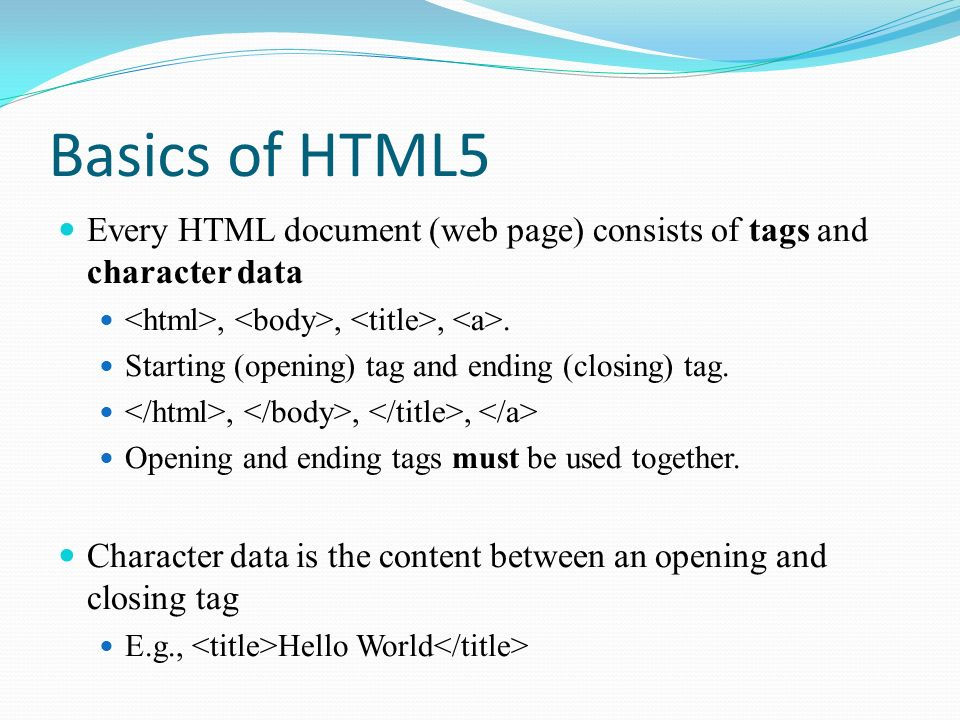 Basics of HTML5
Every HTML document (web page) consists of tags and
character data
<html>, <body>, <title>, <a>.
Starting (opening) tag and ending (closing) tag.
</html>, </body>, </title>, </a>
Opening and ending tags must be used together.
Character data is the content between an opening and
closing tag
E.g., <title>Hello World</title>